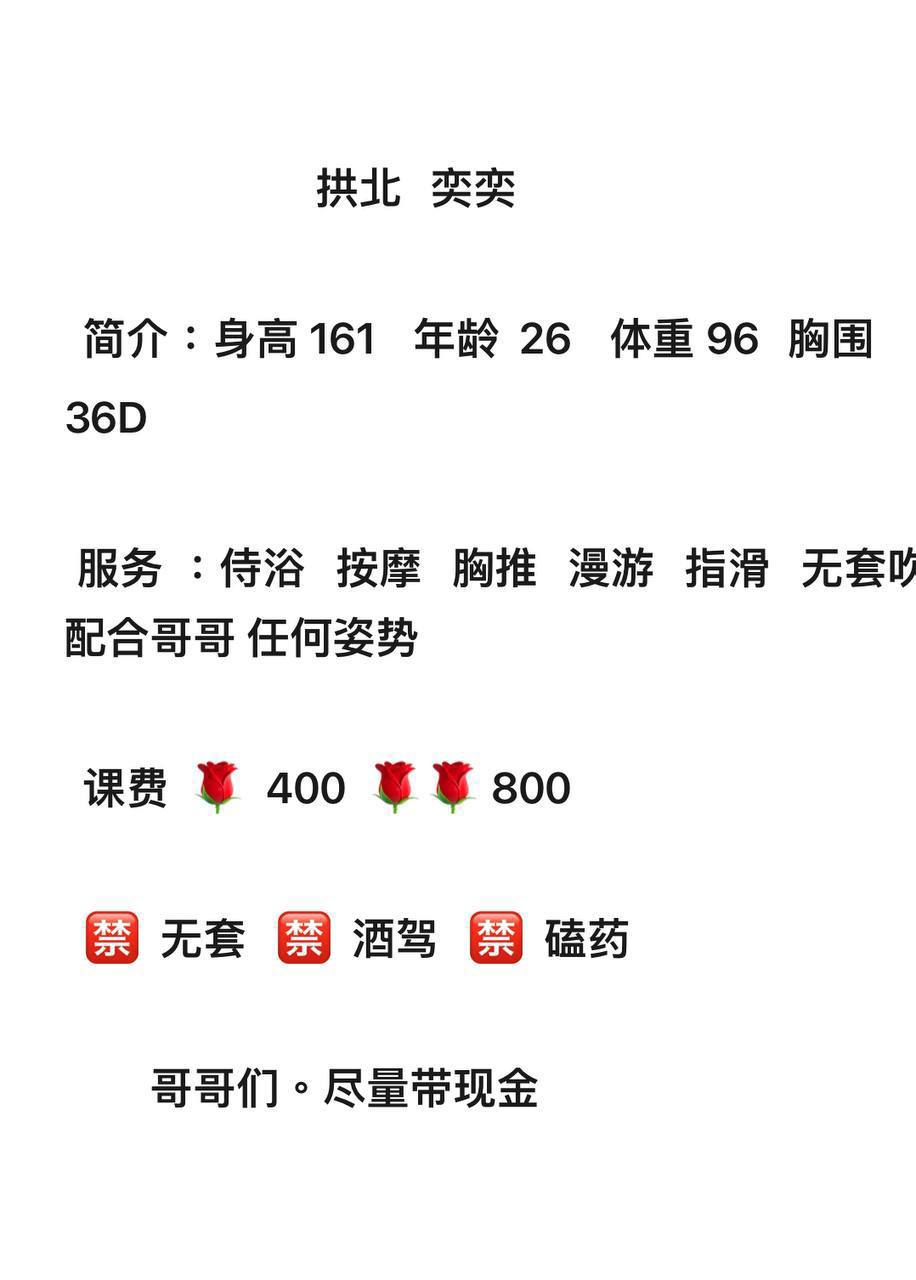 拱北 奕奕
简介：身高 161 年龄 26 体重 96 胸围
36D
服务 ：侍浴 按摩 胸推 漫游 指滑 无套吹
配合哥哥 任何姿势
课费 🌹 400 🌹🌹 800
🈲 无套 🈲 酒驾 🈲 磕药
哥哥们。尽量带现金